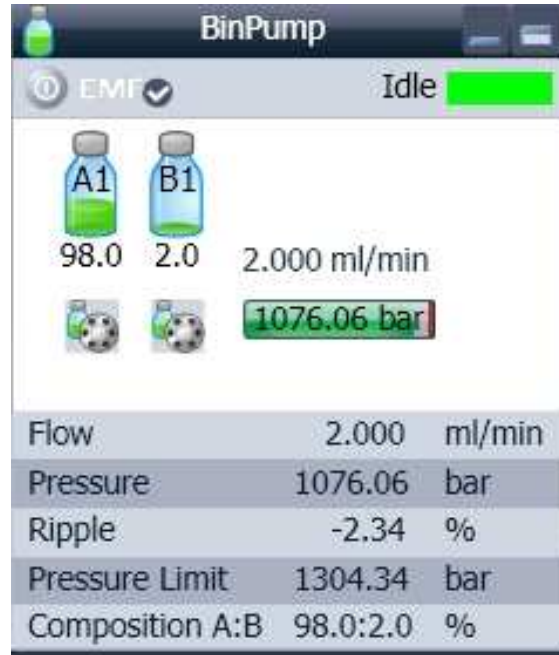 BinPump
EMF Idle
A1 B1
98.0 2.0 2.000 ml/min
1076.06 bar
Flow 2.000 ml/min
Pressure 1076.06 bar
Ripple -2.34 %
Pressure Limit 1304.34 bar
Composition A:B 98.0:2.0 %